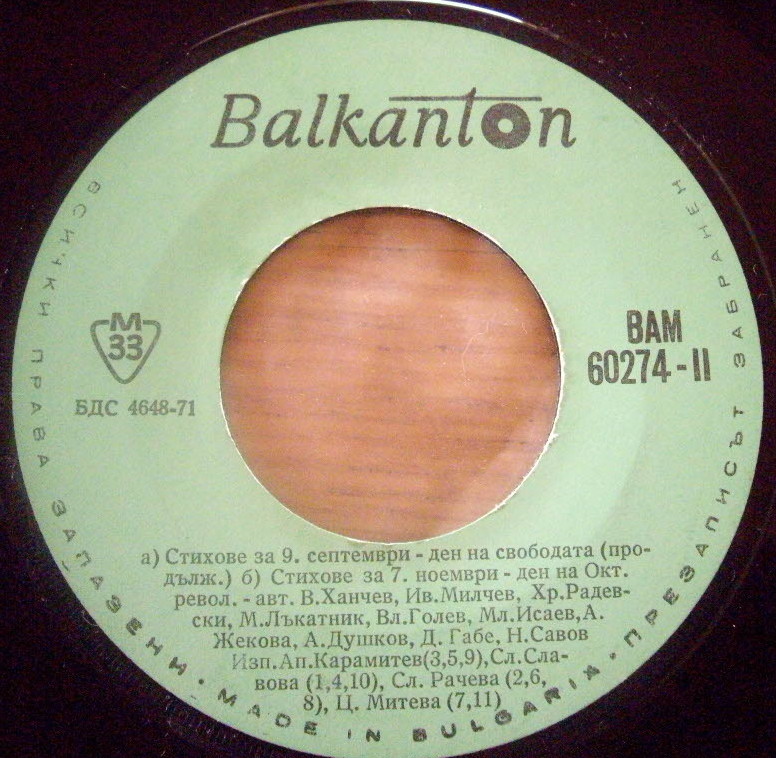 Balkanton
ВСИЧКИ ПРАВА ЗАПАЗЕНИ · MADE IN BULGARIA · ПРЕЗАПИСЪТ ЗАБРАНЕН
М
33
БДС 4648-71
ВАМ
60274-II
а) Стихове за 9. септември - ден на свободата (про-
дълж.) б) Стихове за 7. ноември - ден на Окт.
револ. - авт. В.Ханчев, Ив.Милчев, Хр.Радев-
ски, М.Лъкатник, Вл.Голев, Мл.Исаев,А.
Жекова, А.Душков, Д. Габе, Н.Савов
Изп.Ап.Карамитев(3,5,9),Сл.Сла-
вова (1,4,10), Сл. Рачева (2,6,
8), Ц. Митева (7,11)